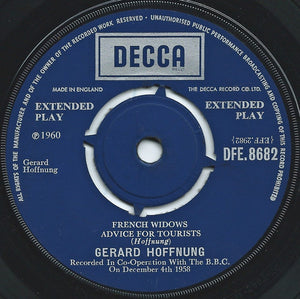 ALL RIGHTS OF THE MANUFACTURER AND OF THE OWNER OF THE RECORDED WORK RESERVED · UNAUTHORISED PUBLIC PERFORMANCE BROADCASTING AND COPYING OF THIS RECORD PROHIBITED
DECCA
MADE IN ENGLAND
THE DECCA RECORD CO. LTD.
EXTENDED
PLAY
EXTENDED
PLAY
℗1960
DFE.8682
Gerard
Hoffnung
FRENCH WIDOWS
ADVICE FOR TOURISTS
(Hoffnung)
GERARD HOFFNUNG
Recorded In Co-Operation With The B.B.C.
On December 4th 1958